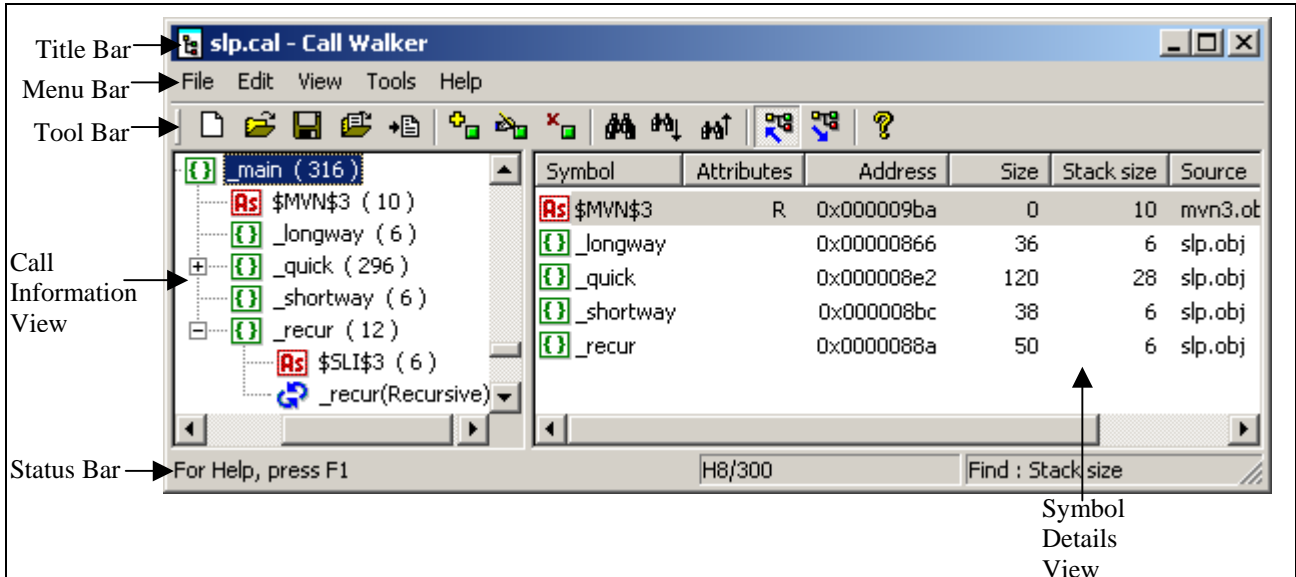 Title Bar
slp.cal - Call Walker
Menu Bar
File Edit View Tools Help
Tool Bar
Call
Information
View
_main ( 316 )
As $MVN$3 ( 10 )
{} _longway ( 6 )
{} _quick ( 296 )
{} _shortway ( 6 )
{} _recur ( 12 )
As $SLI$3 ( 6 )
_recur(Recursive)
Symbol Attributes Address Size Stack size Source
As $MVN$3 R 0x000009ba 0 10 mvn3.ob
{} _longway 0x00000866 36 6 slp.obj
{} _quick 0x000008e2 120 28 slp.obj
{} _shortway 0x000008bc 38 6 slp.obj
{} _recur 0x0000088a 50 6 slp.obj
Status Bar
For Help, press F1 H8/300 Find : Stack size
Symbol
Details
View